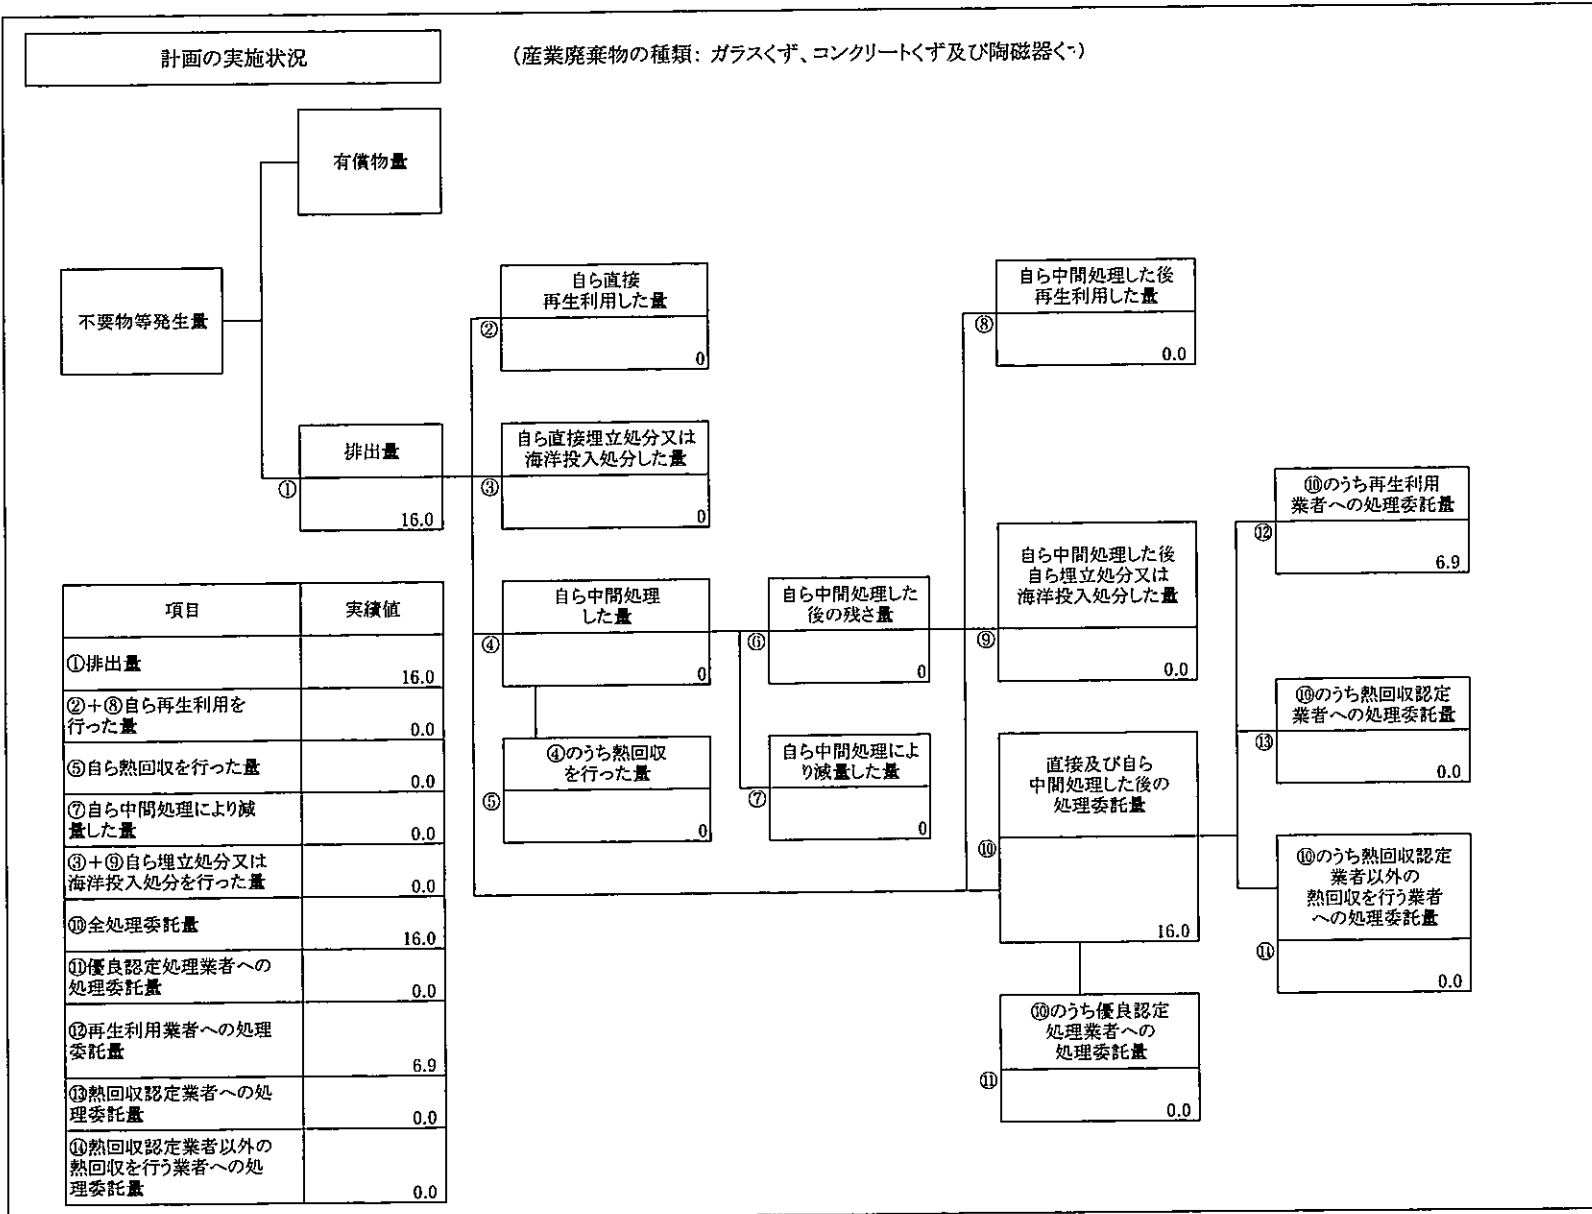 計画の実施状況
(産業廃棄物の種類: ガラスくず、コンクリートくず及び陶磁器く
有償物量
不要物等発生量
排出量
①
16.0
自ら直接
再生利用した量
②
0
自ら直接埋立処分又は
海洋投入処分した量
③
0
自ら中間処理
した量
④
0
④のうち熱回収
を行った量
⑤
0
自ら中間処理した
後の残さ量
⑥
0
自ら中間処理によ
り減量した量
⑦
0
自ら中間処理した後
再生利用した量
⑧
0.0
自ら中間処理した後
自ら埋立処分又は
海洋投入処分した量
⑨
0.0
直接及び自ら
中間処理した後の
処理委託量
⑩
16.0
⑩のうち優良認定
処理業者への
処理委託量
⑪
0.0
⑩のうち再生利用
業者への処理委託量
⑫
6.9
⑩のうち熱回収認定
業者への処理委託量
⑬
0.0
⑩のうち熱回収認定
業者以外の
熱回収を行う業者
への処理委託量
⑭
0.0
項目 実績値
①排出量
16.0
②+⑧自ら再生利用を
行った量
0.0
⑤自ら熱回収を行った量
0.0
⑦自ら中間処理により減
量した量
0.0
③+⑨自ら埋立処分又は
海洋投入処分を行った量
0.0
⑩全処理委託量
16.0
⑪優良認定処理業者への
処理委託量
0.0
⑫再生利用業者への処理
委託量
6.9
⑬熱回収認定業者への処
理委託量
0.0
⑭熱回収認定業者以外の
熱回収を行う業者への処
理委託量
0.0